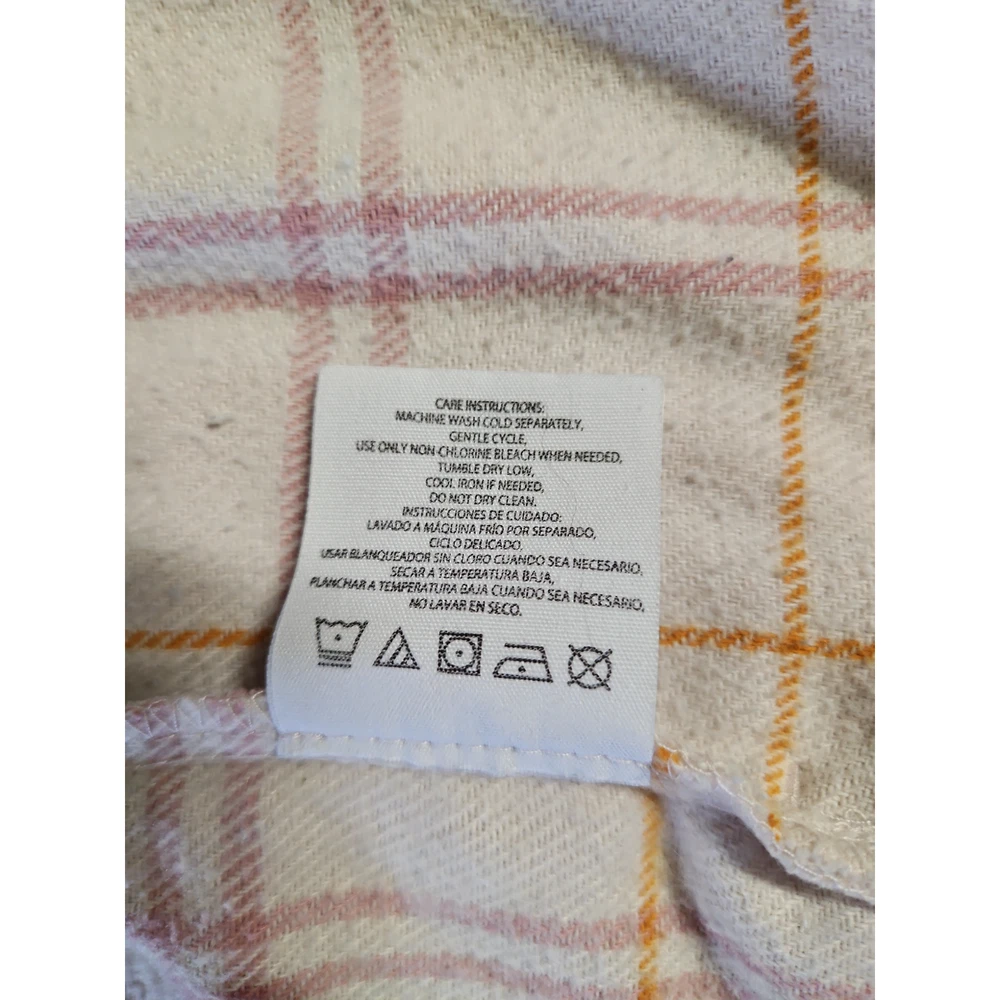 CARE INSTRUCTIONS:
MACHINE WASH COLD SEPARATELY,
GENTLE CYCLE,
USE ONLY NON-CHLORINE BLEACH WHEN NEEDED,
TUMBLE DRY LOW,
COOL IRON IF NEEDED,
DO NOT DRY CLEAN.
INSTRUCCIONES DE CUIDADO:
LAVADO A MÁQUINA FRÍO POR SEPARADO,
CICLO DELICADO,
USAR BLANQUEADOR SIN CLORO CUANDO SEA NECESARIO,
SECAR A TEMPERATURA BAJA,
PLANCHAR A TEMPERATURA BAJA CUANDO SEA NECESARIO,
NO LAVAR EN SECO.